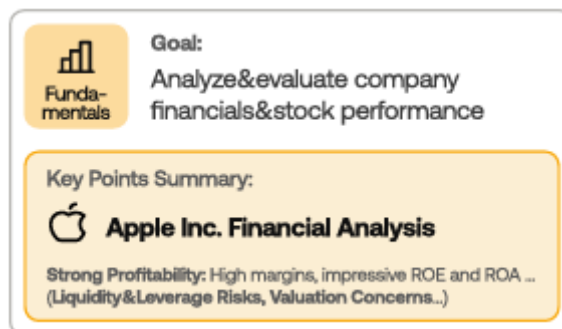 Goal:
Analyze&evaluate company
financials&stock performance
Funda-
mentals
Key Points Summary:
Apple Inc. Financial Analysis
Strong Profitability: High margins, impressive ROE and ROA ...
(Liquidity&Leverage Risks, Valuation Concerns...)